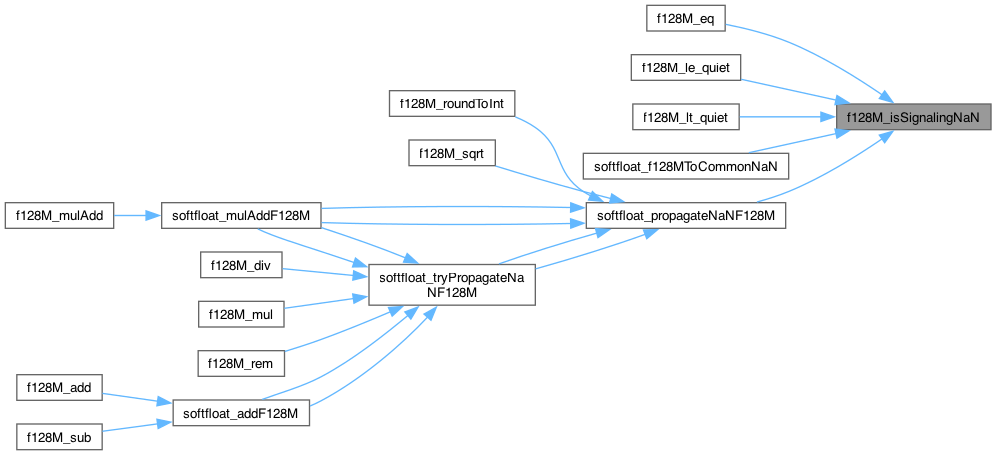 f128M_eq
f128M_le_quiet
f128M_isSignalingNaN
f128M_roundToInt
f128M_lt_quiet
f128M_sqrt
softfloat_f128MToCommonNaN
f128M_mulAdd
softfloat_mulAddF128M
softfloat_propagateNaNF128M
f128M_div
softfloat_tryPropagateNa
NF128M
f128M_mul
f128M_rem
f128M_add
softfloat_addF128M
f128M_sub